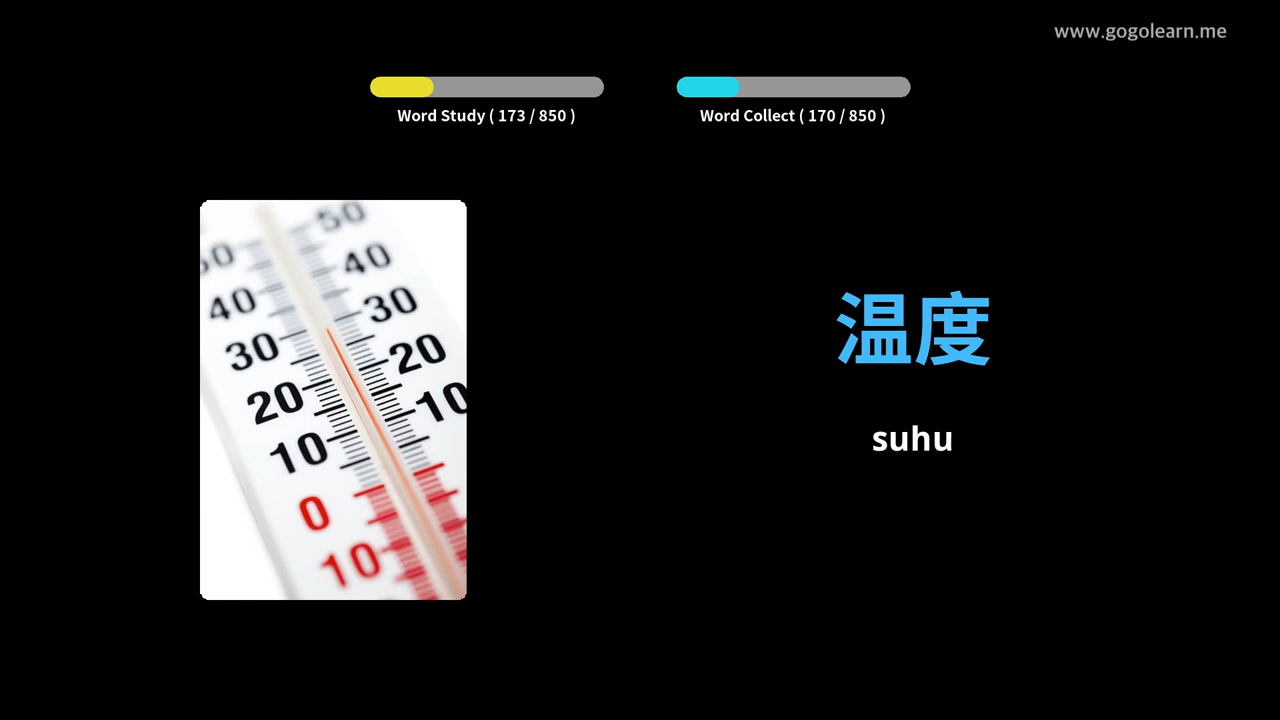 www.gogolearn.me
Word Study ( 173 / 850 )
Word Collect ( 170 / 850 )
50
50
40
40
30
30
20
20
10
10
0
10
温度
suhu